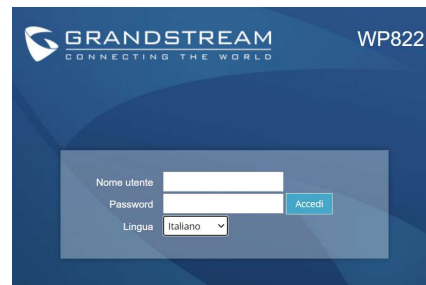 GRANDSTREAM
CONNECTING THE WORLD
WP822
Nome utente
Password
Accedi
Lingua
Italiano